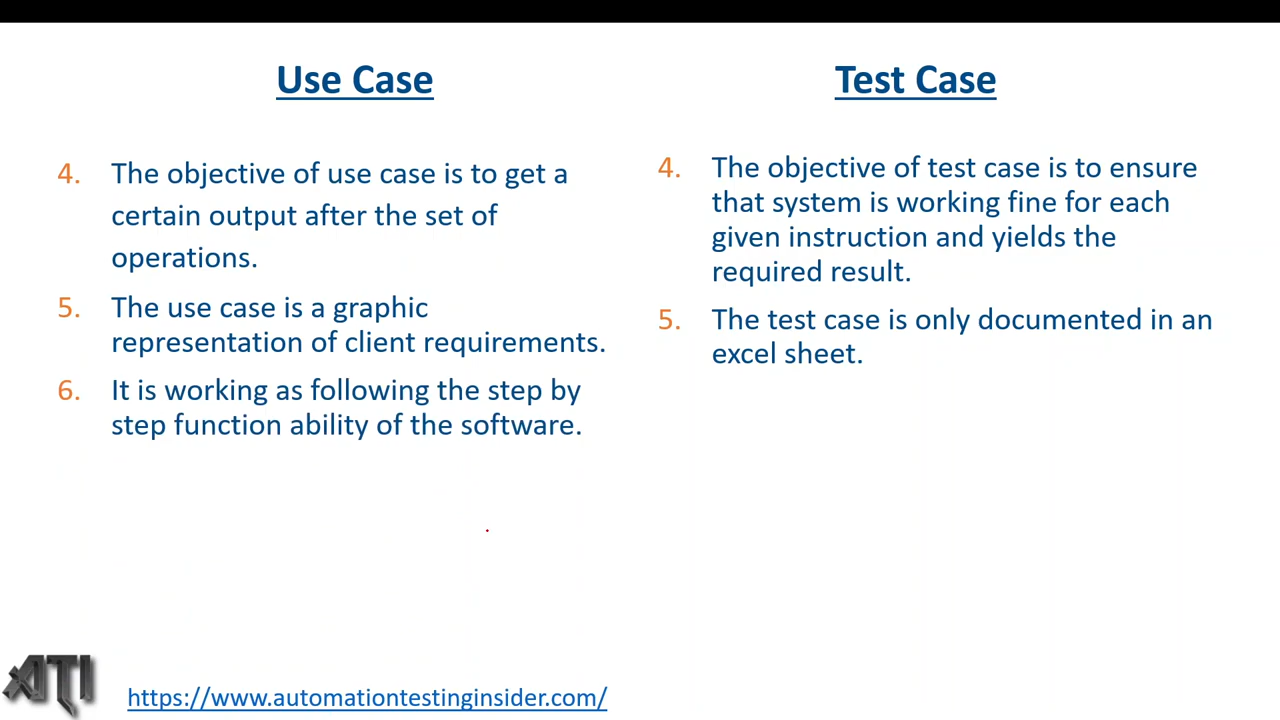 Use Case
4. The objective of use case is to get a
certain output after the set of
operations.
5. The use case is a graphic
representation of client requirements.
6. It is working as following the step by
step function ability of the software.
Test Case
4. The objective of test case is to ensure
that system is working fine for each
given instruction and yields the
required result.
5. The test case is only documented in an
excel sheet.
ATI
https://www.automationtestinginsider.com/